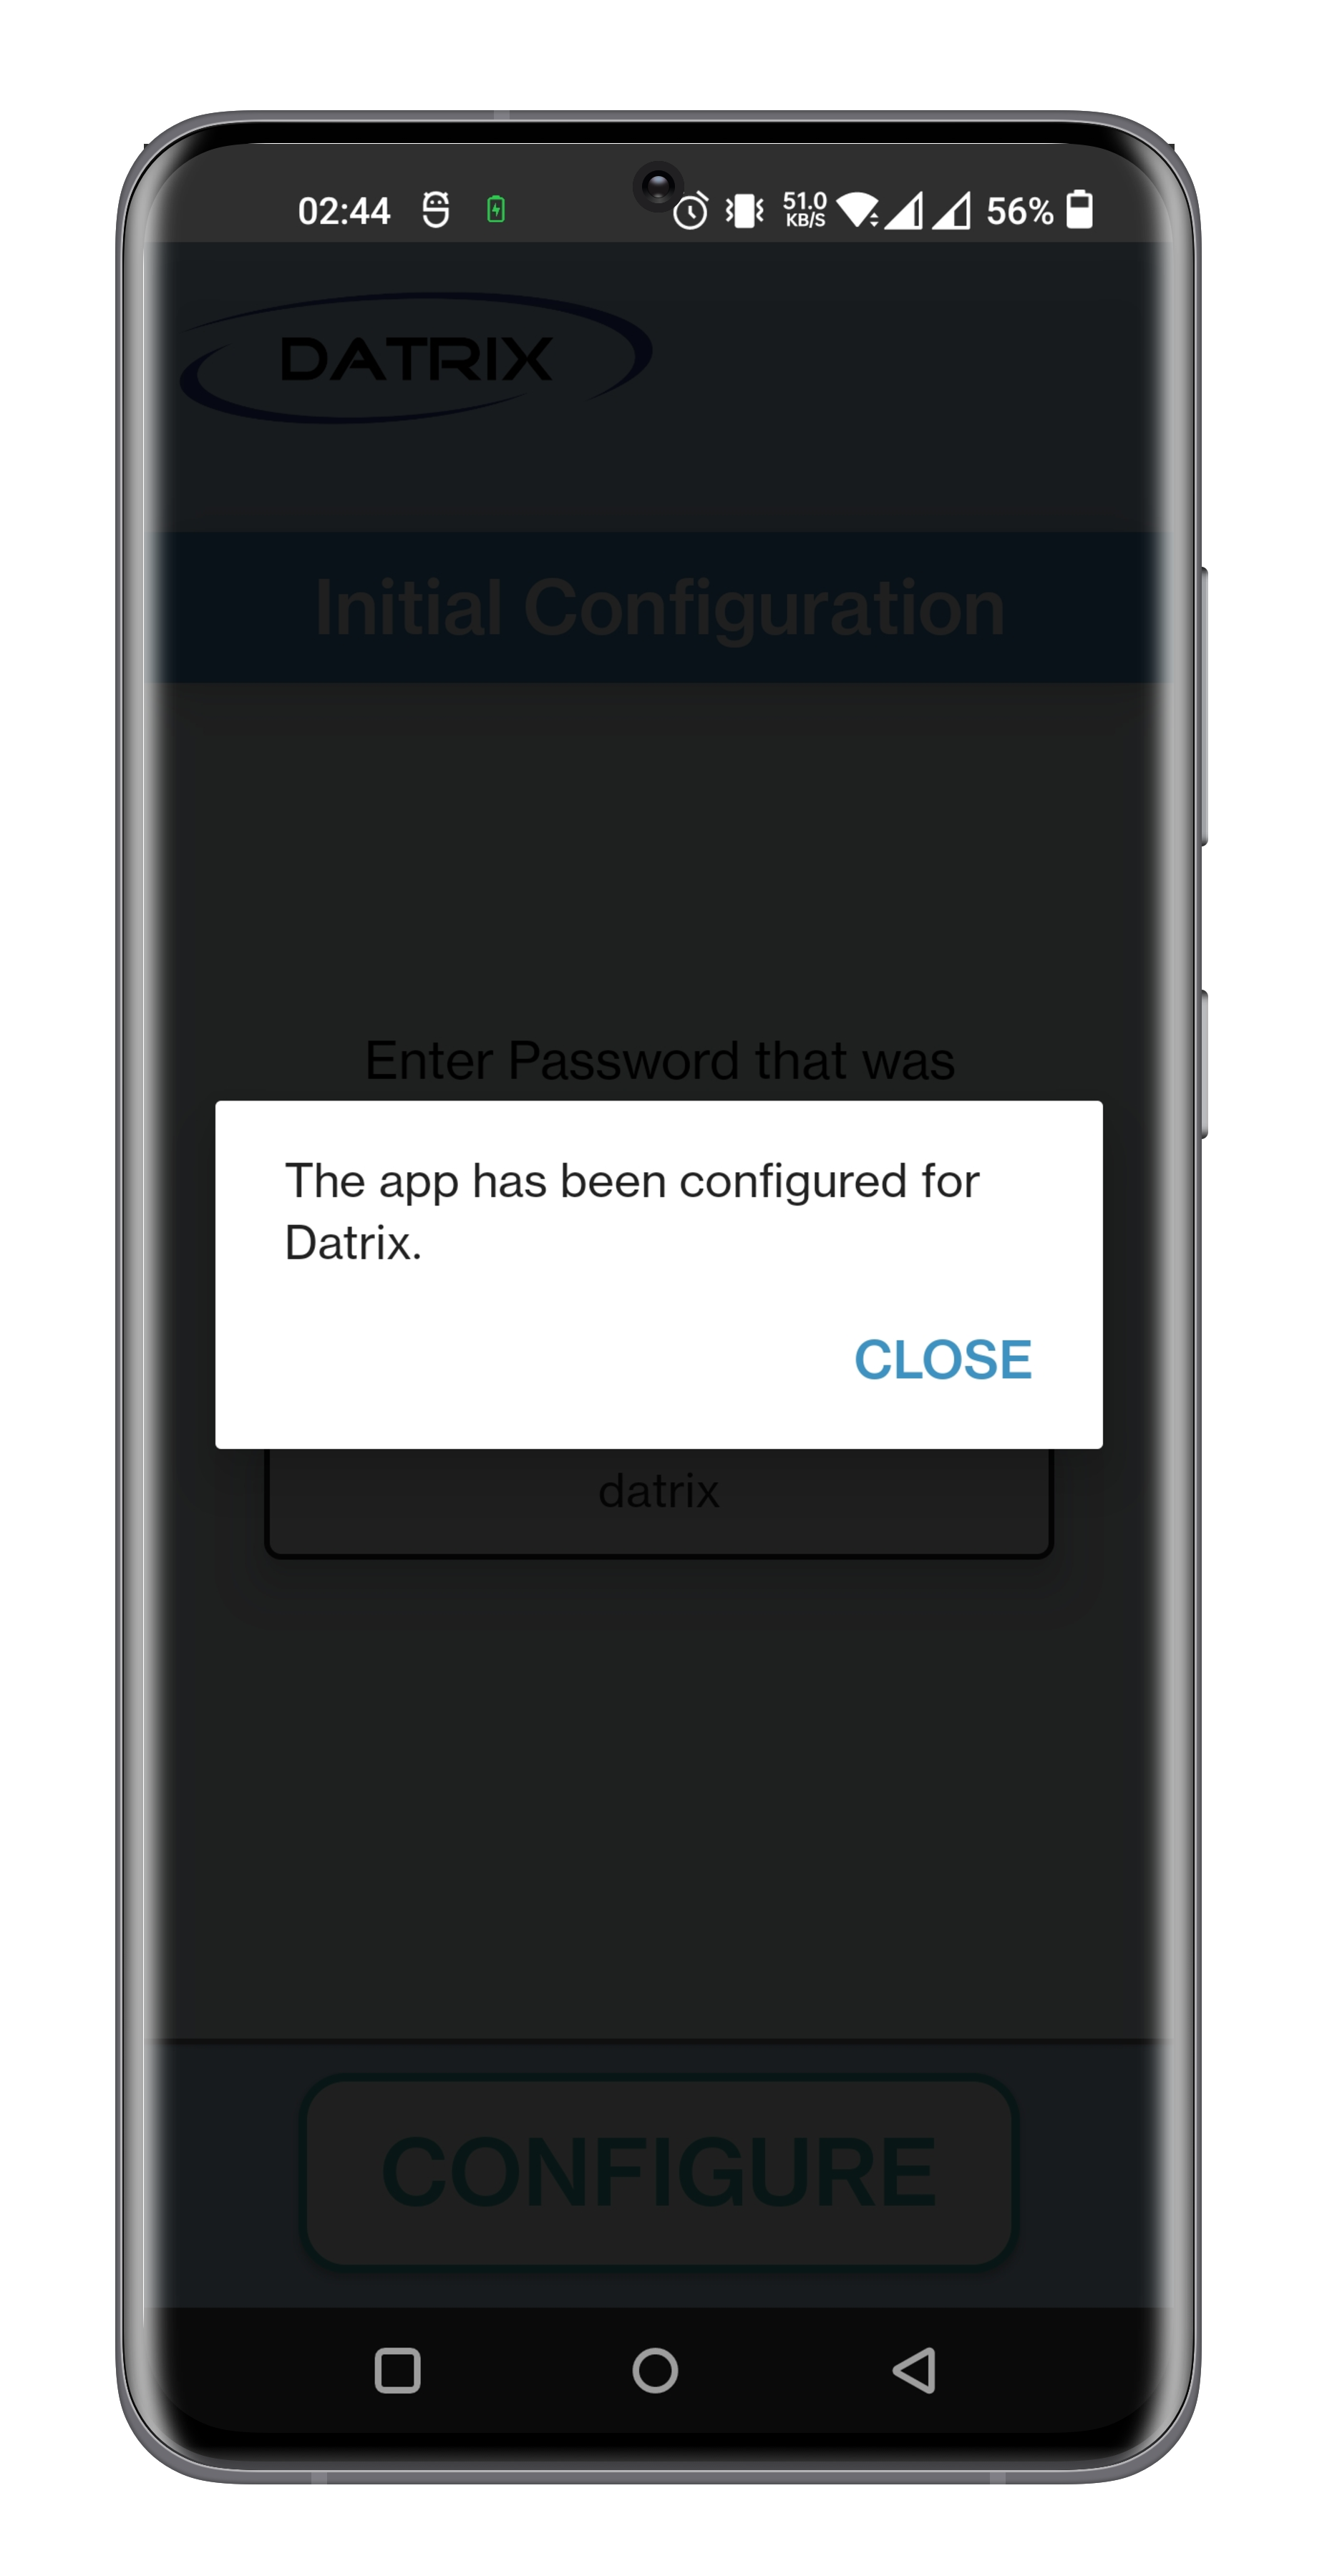 02:44 51.0 KB/S 56%
DATRIX
Initial Configuration
Enter Password that was
The app has been configured for
Datrix.
CLOSE
datrix
CONFIGURE